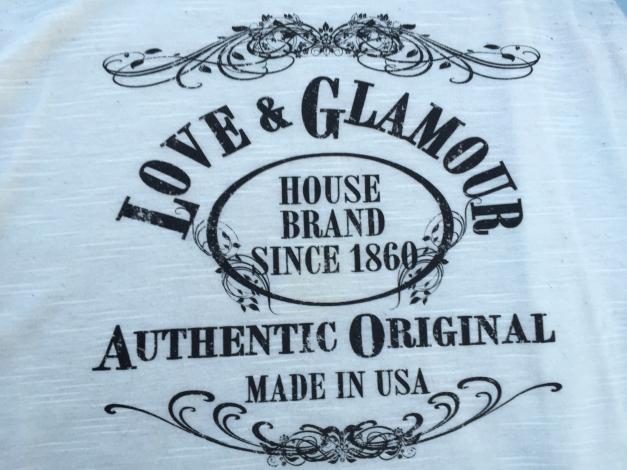 LOVE & GLAMOUR
HOUSE
BRAND
SINCE 1860
AUTHENTIC ORIGINAL
MADE IN USA